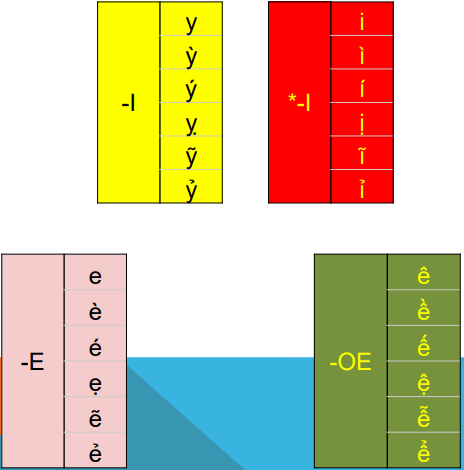 -I
y
ỳ
ý
ỵ
ỹ
ỷ
*-I
i
ì
í
ị
ĩ
ỉ
-E
e
è
é
ẹ
ẽ
ẻ
-OE
ê
ề
ế
ệ
ễ
ể